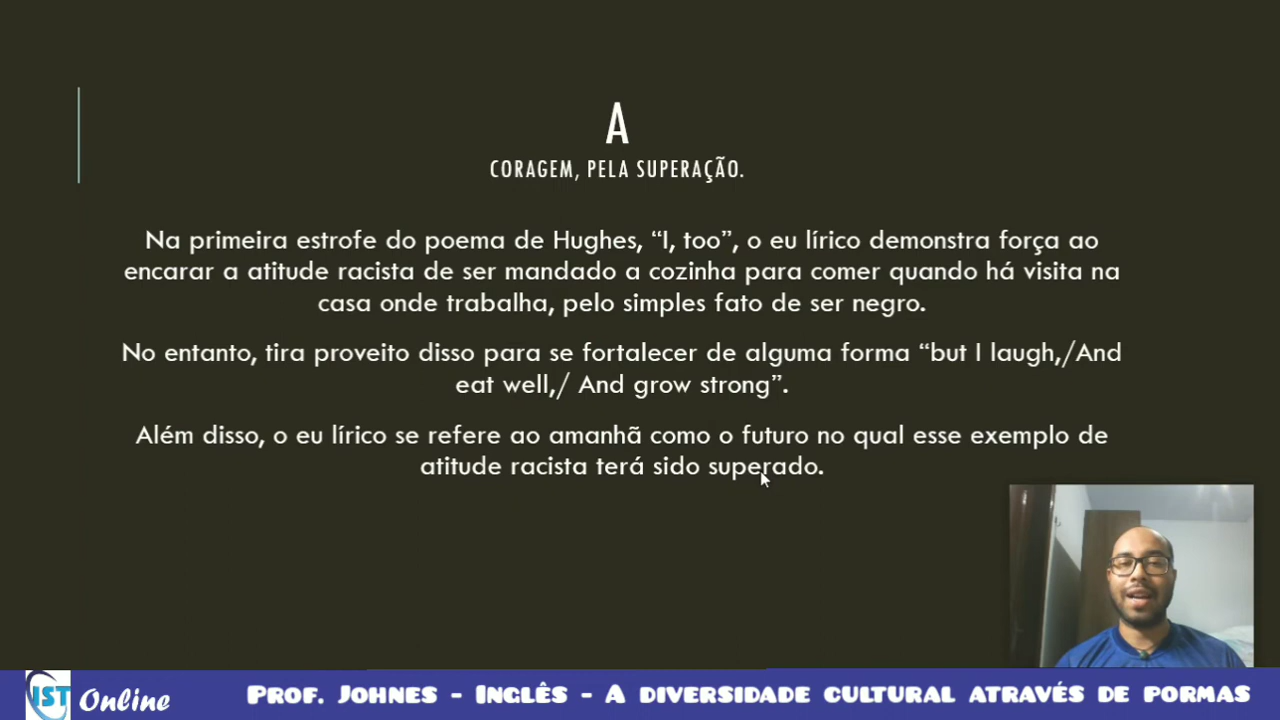 A
CORAGEM, PELA SUPERAÇÃO.
Na primeira estrofe do poema de Hughes, “I, too”, o eu lírico demonstra força ao
encarar a atitude racista de ser mandado a cozinha para comer quando há visita na
casa onde trabalha, pelo simples fato de ser negro.
No entanto, tira proveito disso para se fortalecer de alguma forma “but I laugh,/And
eat well,/ And grow strong”.
Além disso, o eu lírico se refere ao amanhã como o futuro no qual esse exemplo de
atitude racista terá sido superado.
IST Online
PROF. JOHNES - INGLÊS - A DIVERSIDADE CULTURAL ATRAVÉS DE PORMAS